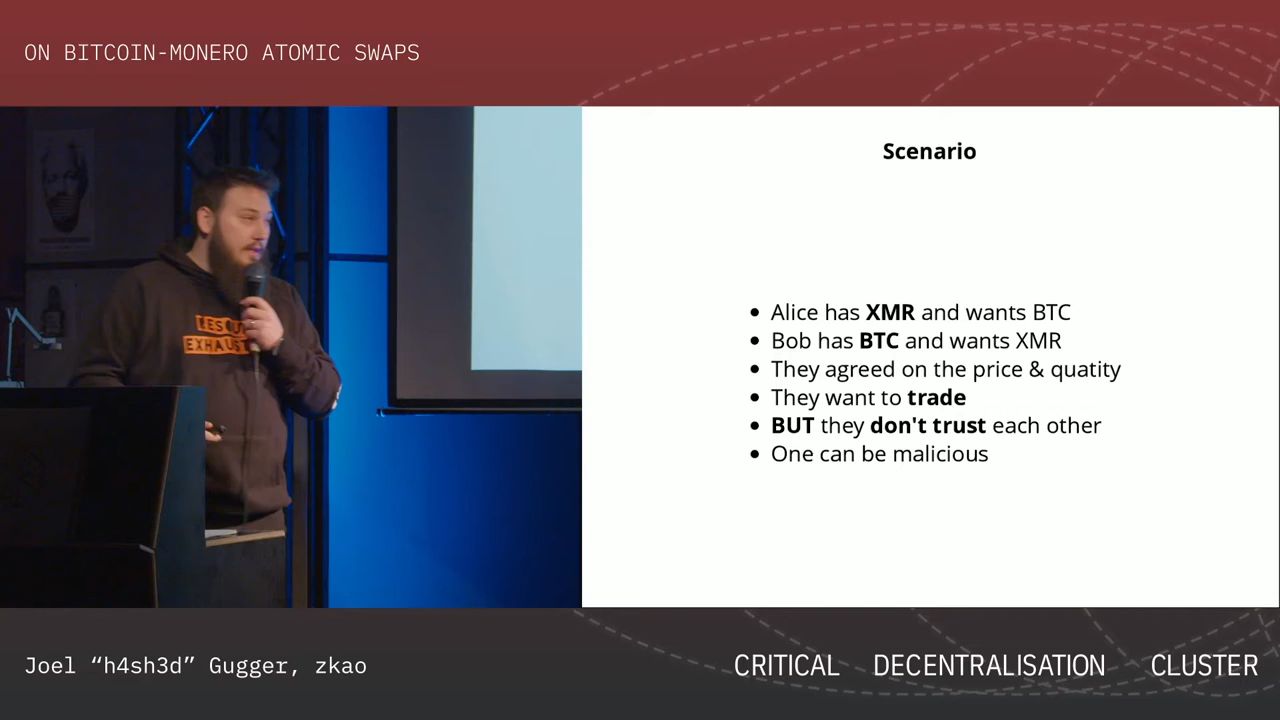 ON BITCOIN-MONERO ATOMIC SWAPS
Scenario
Alice has XMR and wants BTC
Bob has BTC and wants XMR
They agreed on the price & quatity
They want to trade
BUT they don't trust each other
One can be malicious
Joel “h4sh3d” Gugger, zkao
CRITICAL DECENTRALISATION CLUSTER